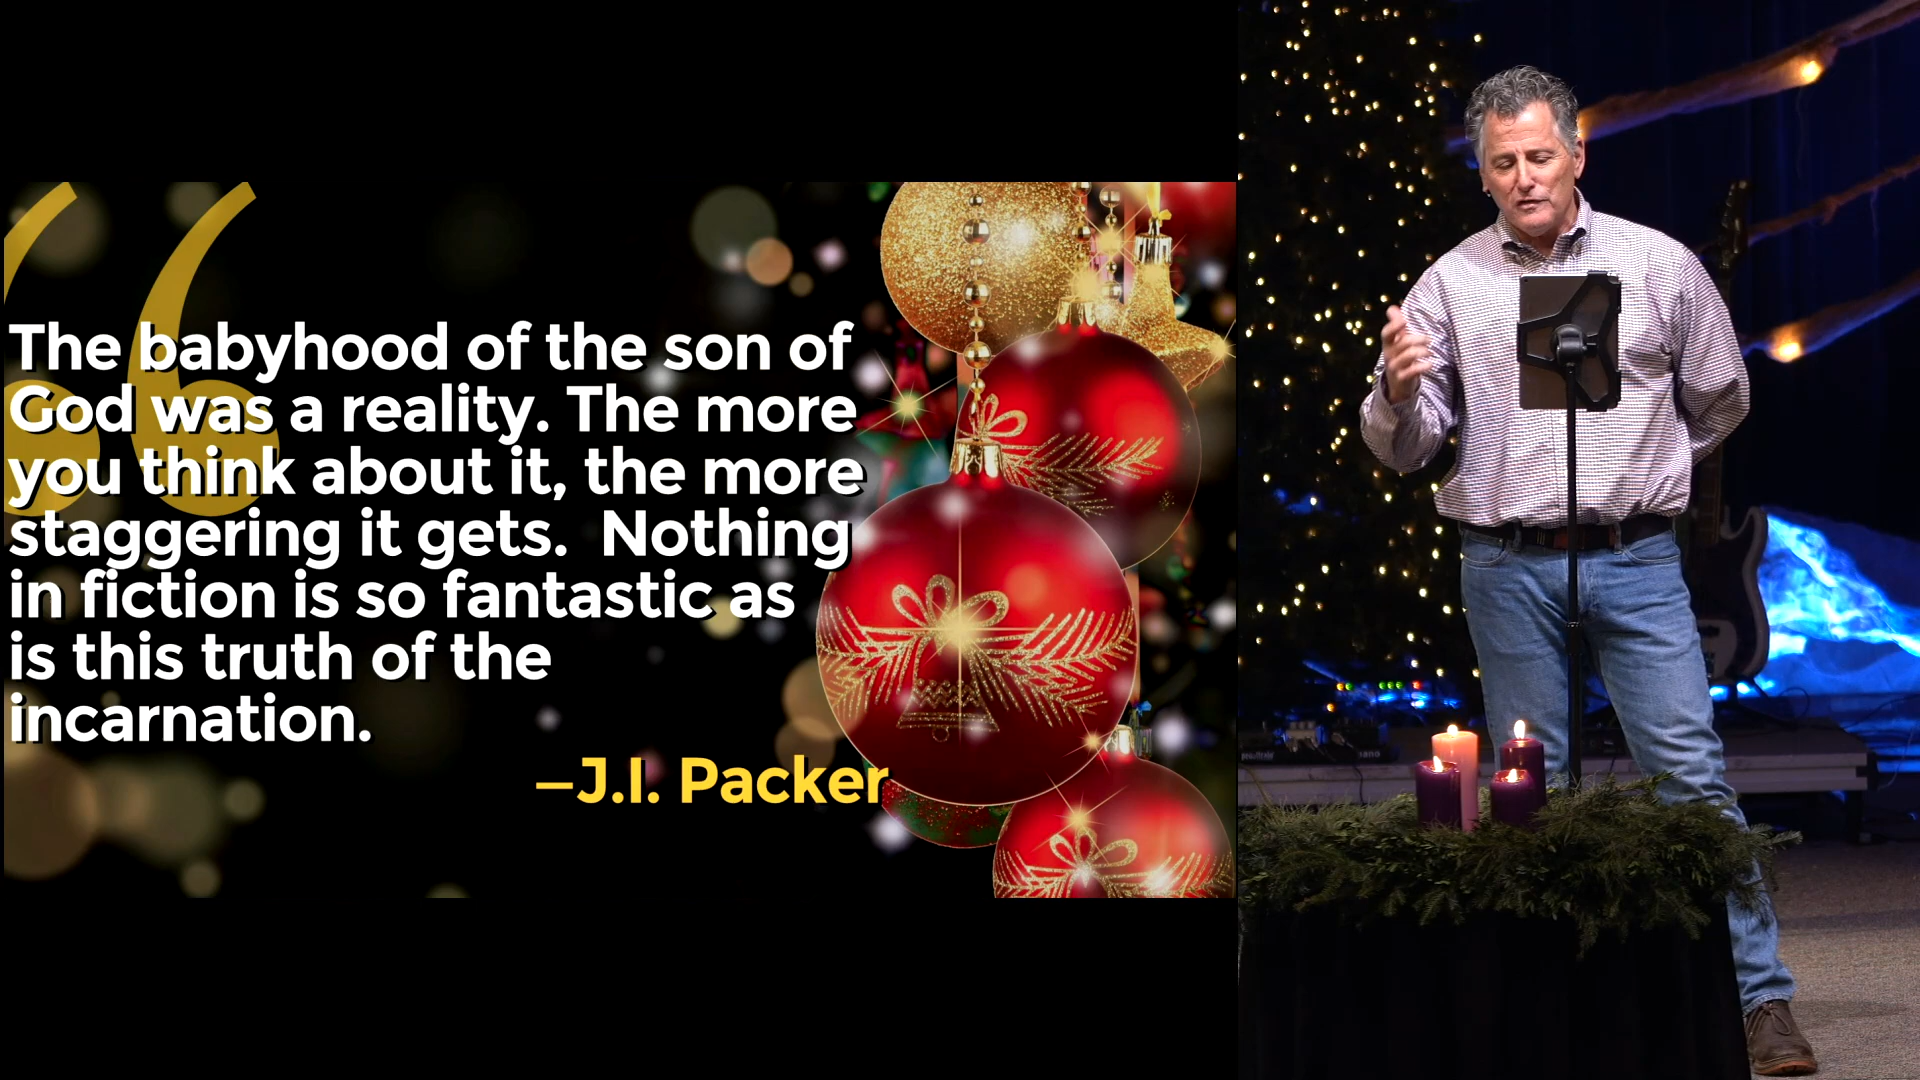 The babyhood of the son of
God was a reality. The more
you think about it, the more
staggering it gets.  Nothing
in fiction is so fantastic as
is this truth of the
incarnation.
—J.I. Packer